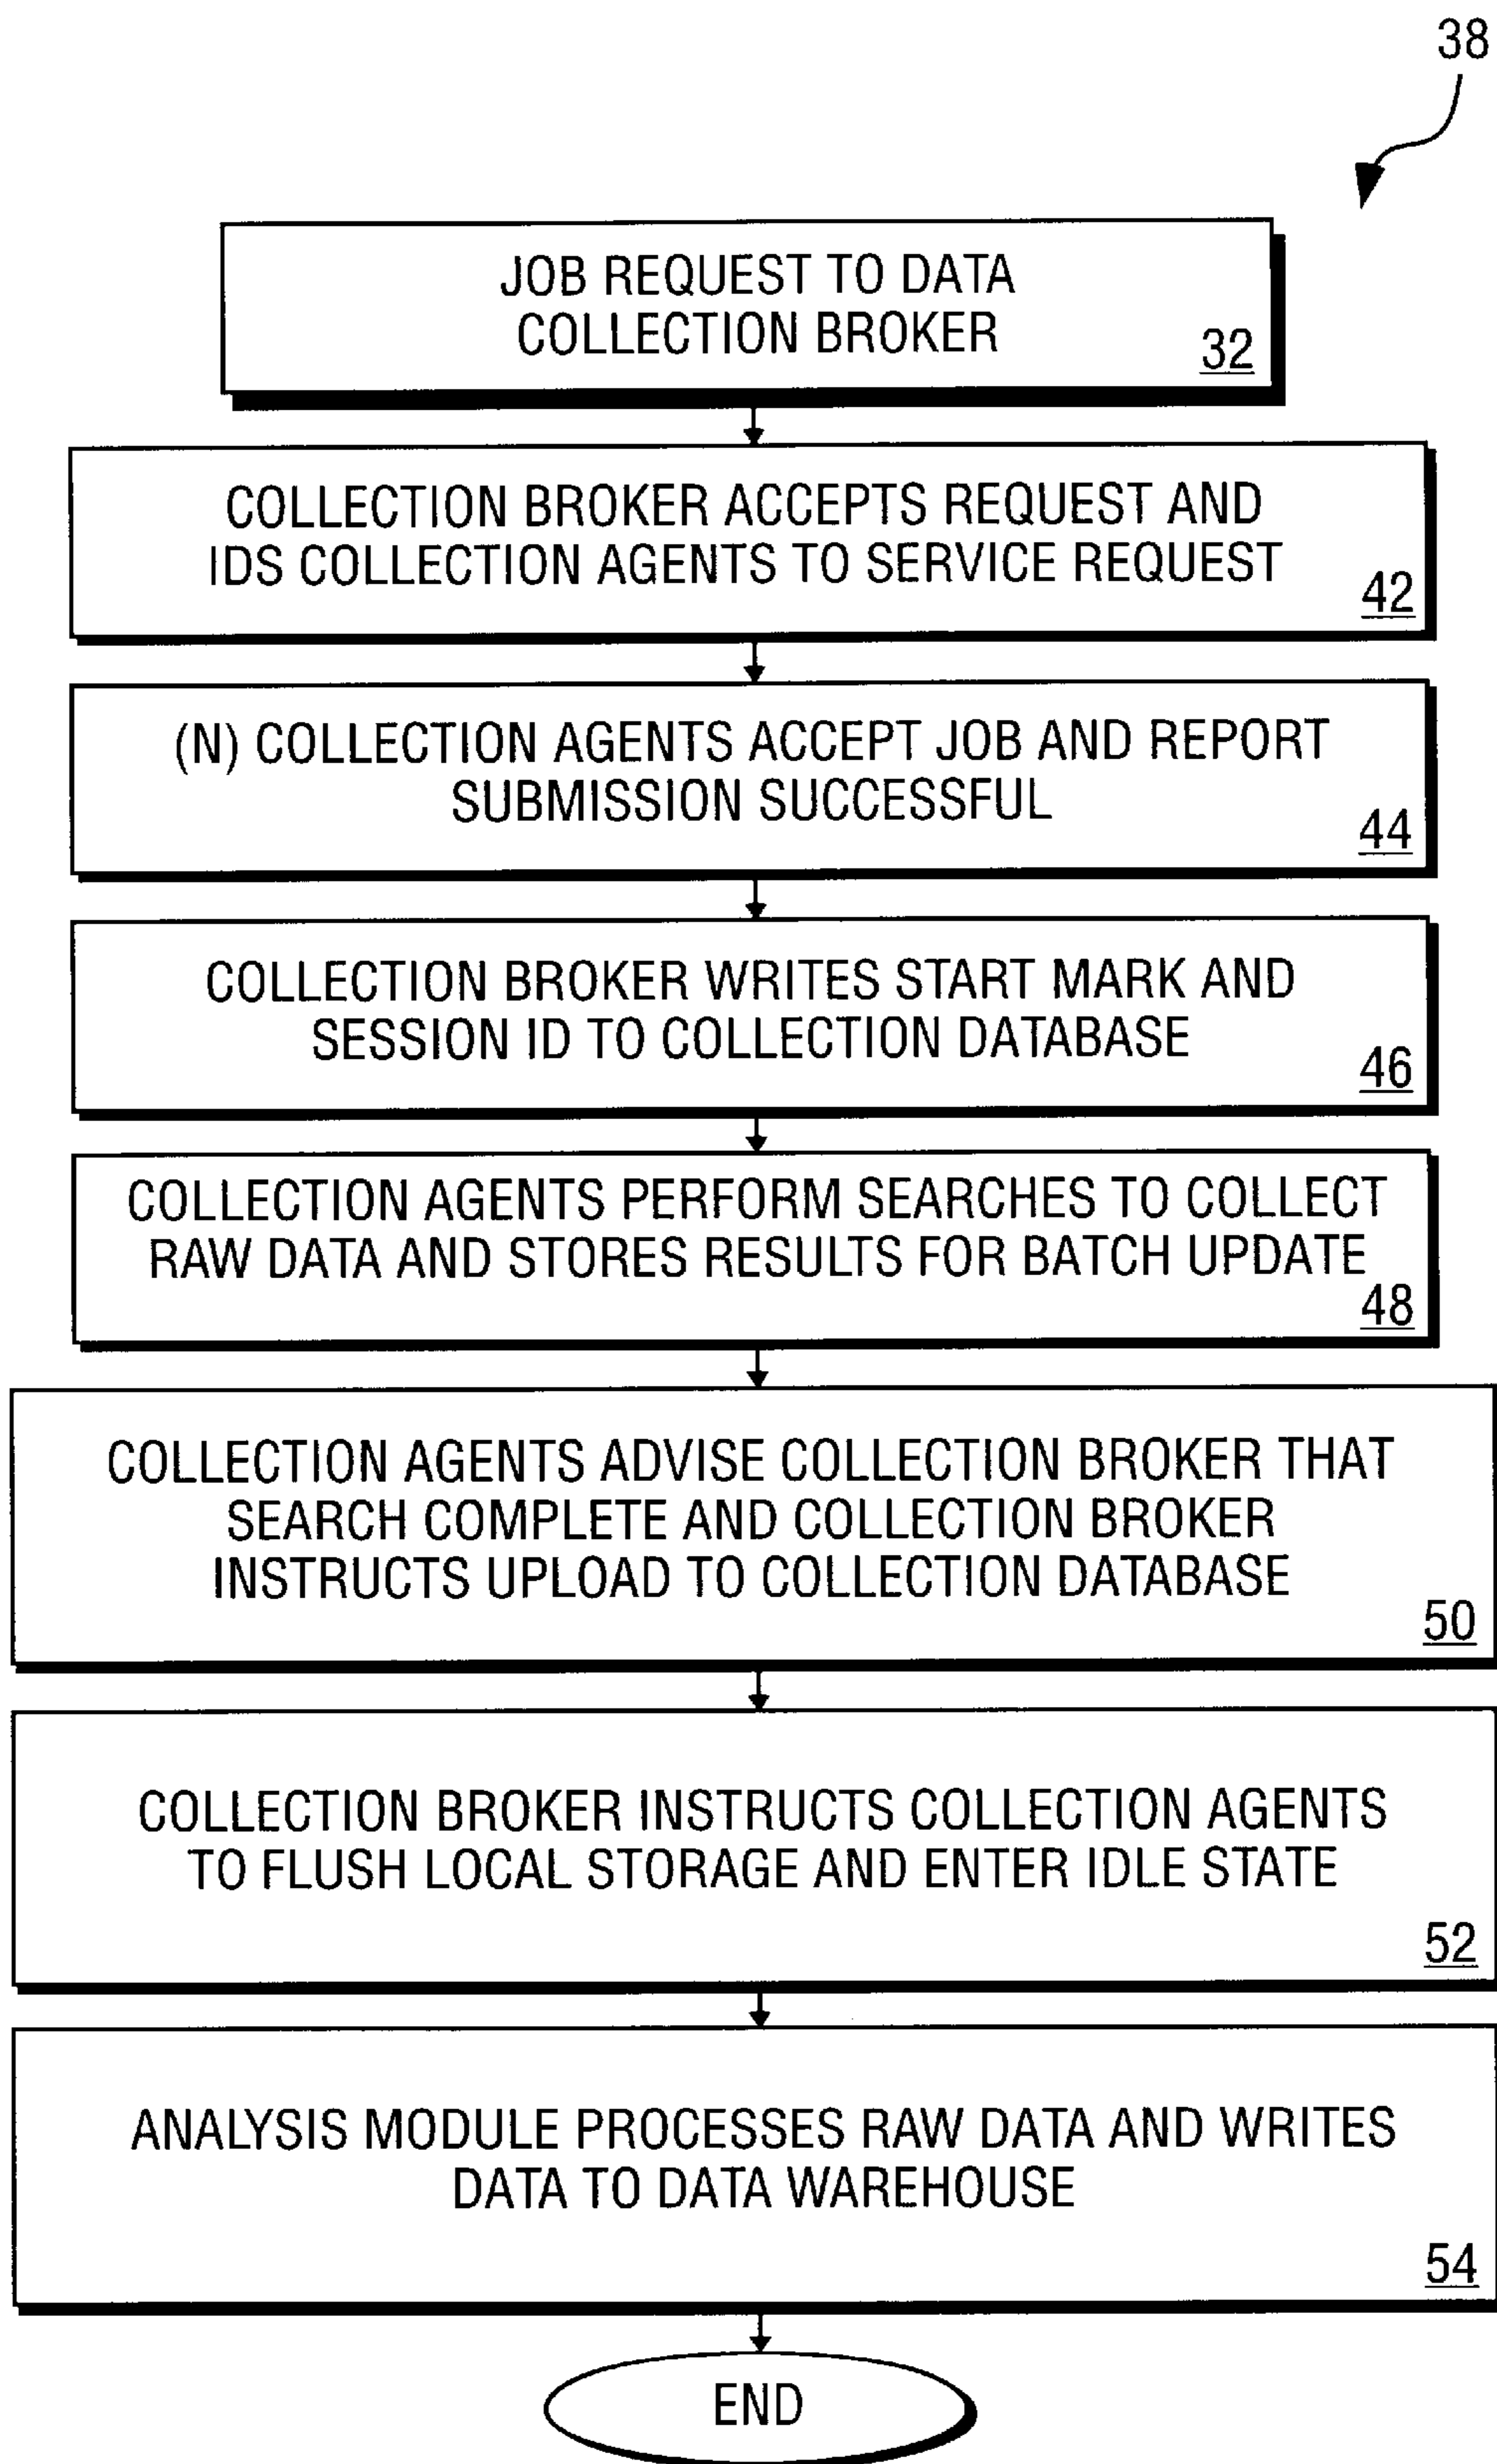 38
JOB REQUEST TO DATA
COLLECTION BROKER
32
COLLECTION BROKER ACCEPTS REQUEST AND
IDS COLLECTION AGENTS TO SERVICE REQUEST
42
(N) COLLECTION AGENTS ACCEPT JOB AND REPORT
SUBMISSION SUCCESSFUL
44
COLLECTION BROKER WRITES START MARK AND
SESSION ID TO COLLECTION DATABASE
46
COLLECTION AGENTS PERFORM SEARCHES TO COLLECT
RAW DATA AND STORES RESULTS FOR BATCH UPDATE
48
COLLECTION AGENTS ADVISE COLLECTION BROKER THAT
SEARCH COMPLETE AND COLLECTION BROKER
INSTRUCTS UPLOAD TO COLLECTION DATABASE
50
COLLECTION BROKER INSTRUCTS COLLECTION AGENTS
TO FLUSH LOCAL STORAGE AND ENTER IDLE STATE
52
ANALYSIS MODULE PROCESSES RAW DATA AND WRITES
DATA TO DATA WAREHOUSE
54
END